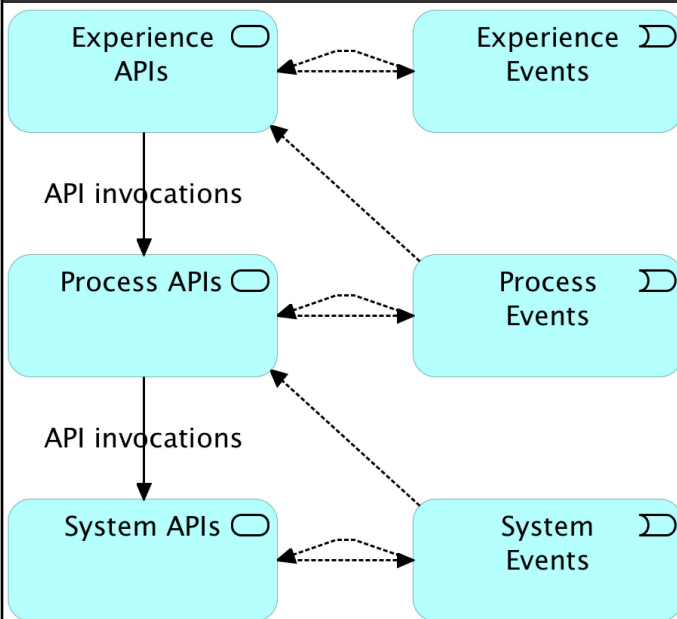 Experience
APIs
Experience
Events
API invocations
Process APIs
Process
Events
API invocations
System APIs
System
Events